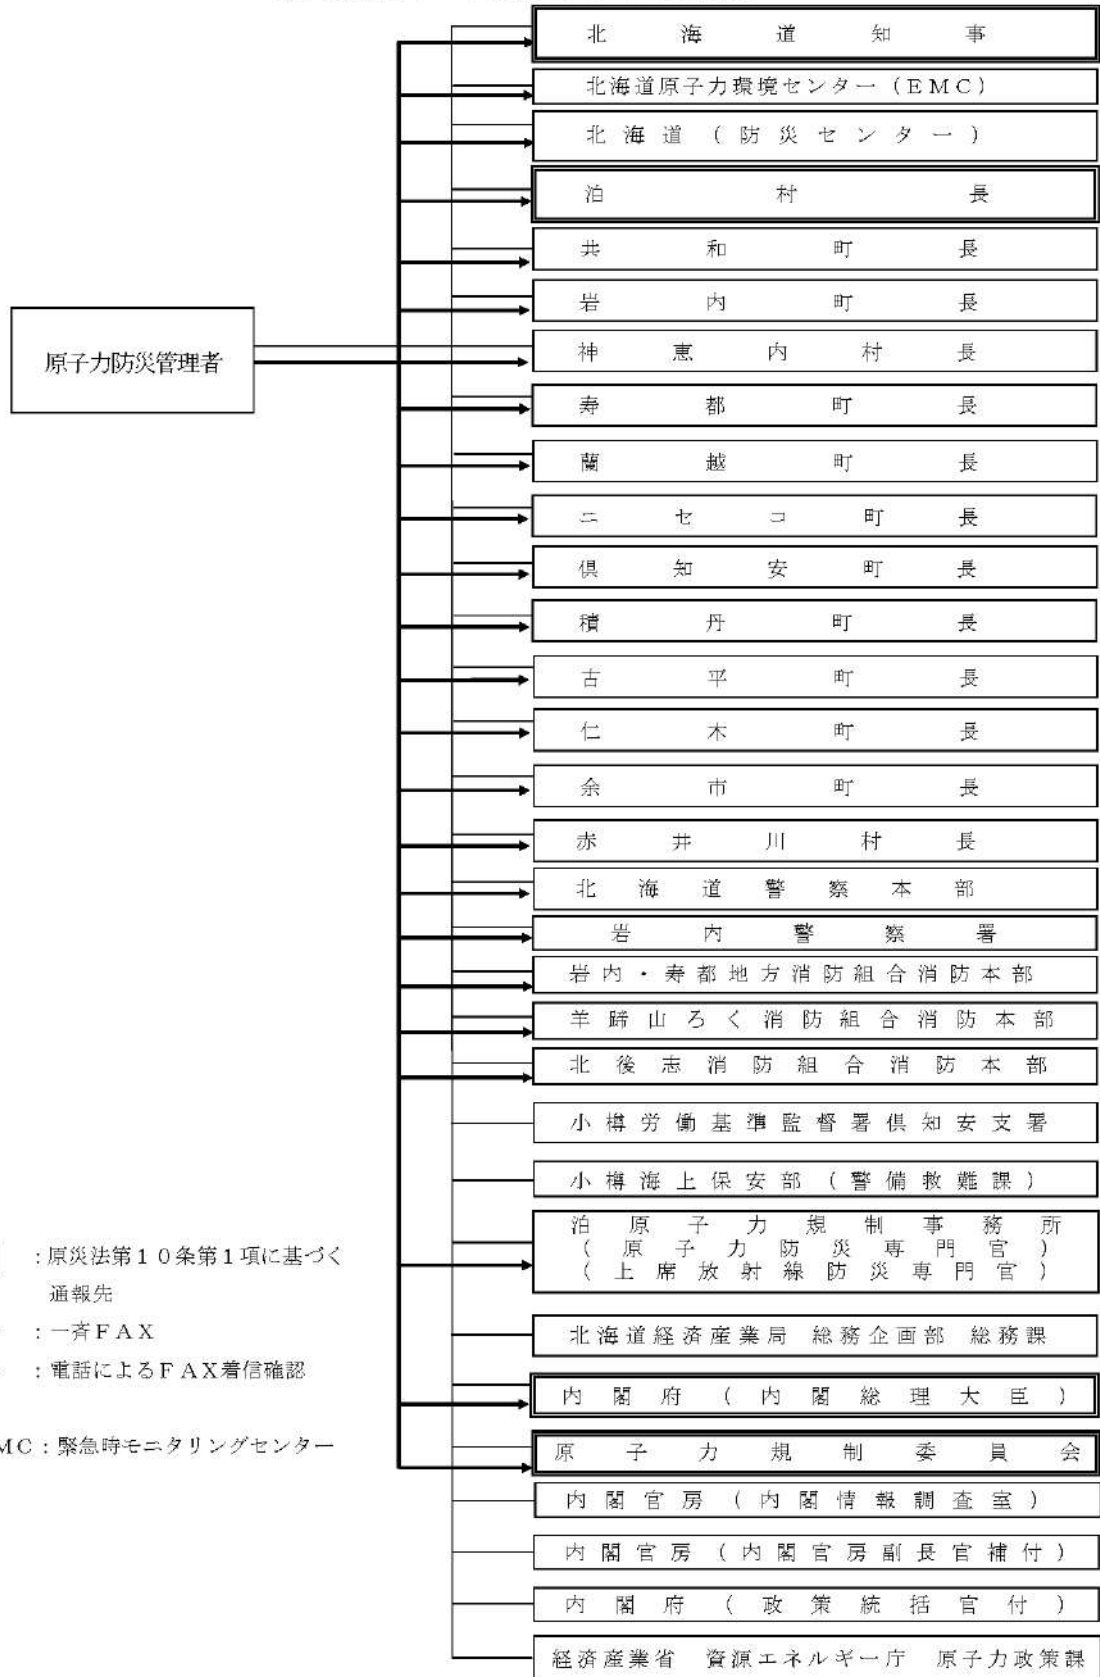 北海道知事
北海道原子力環境センター（ＥＭＣ）
北海道（防災センター）
泊村長
共和町長
岩内町長
原子力防災管理者
神恵内村長
寿都町長
蘭越町長
ニセコ町長
倶知安町長
積丹町長
古平町長
仁木町長
余市町長
赤井川村長
北海道警察本部
岩内警察署
岩内・寿都地方消防組合消防本部
羊蹄山ろく消防組合消防本部
北後志消防組合消防本部
小樽労働基準監督署倶知安支署
小樽海上保安部（警備救難課）
泊原子力規制事務所
（原子力防災専門官）
（上席放射線防災専門官）
北海道経済産業局　総務企画部　総務課
内閣府（内閣総理大臣）
原子力規制委員会
内閣官房（内閣情報調査室）
内閣官房（内閣官房副長官補付）
内閣府（政策統括官付）
経済産業省　資源エネルギー庁　原子力政策課
：原災法第１０条第１項に基づく
通報先
：一斉ＦＡＸ
：電話によるＦＡＸ着信確認
ＭＣ：緊急時モニタリングセンター